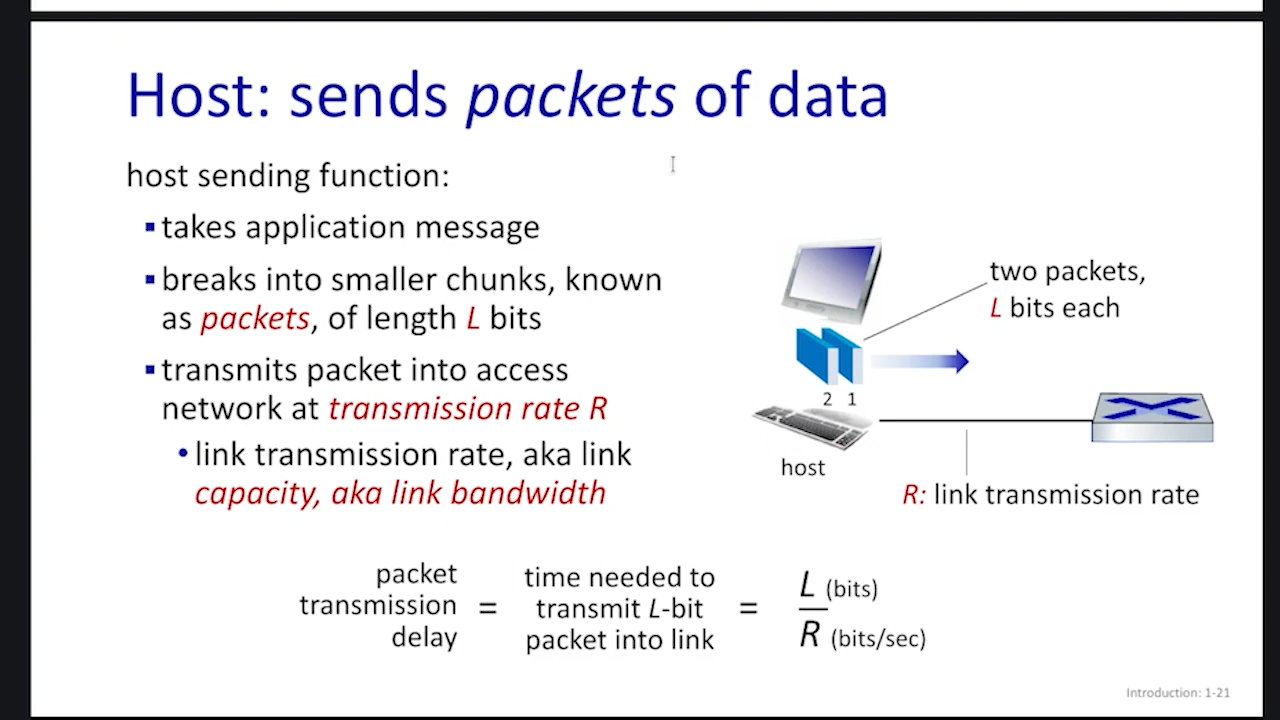 Host: sends packets of data
host sending function:
▪takes application message
▪breaks into smaller chunks, known
as packets, of length L bits
▪transmits packet into access
network at transmission rate R
•link transmission rate, aka link
capacity, aka link bandwidth
two packets,
L bits each
2 1
host
R: link transmission rate
packet
transmission
delay
=
time needed to
transmit L-bit
packet into link
=
L (bits)
R (bits/sec)
Introduction: 1-21